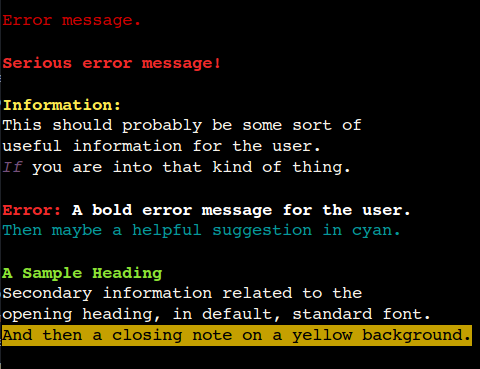 Error message.
Serious error message!
Information:
This should probably be some sort of
useful information for the user.
If you are into that kind of thing.
Error: A bold error message for the user.
Then maybe a helpful suggestion in cyan.
A Sample Heading
Secondary information related to the
opening heading, in default, standard font.
And then a closing note on a yellow background.